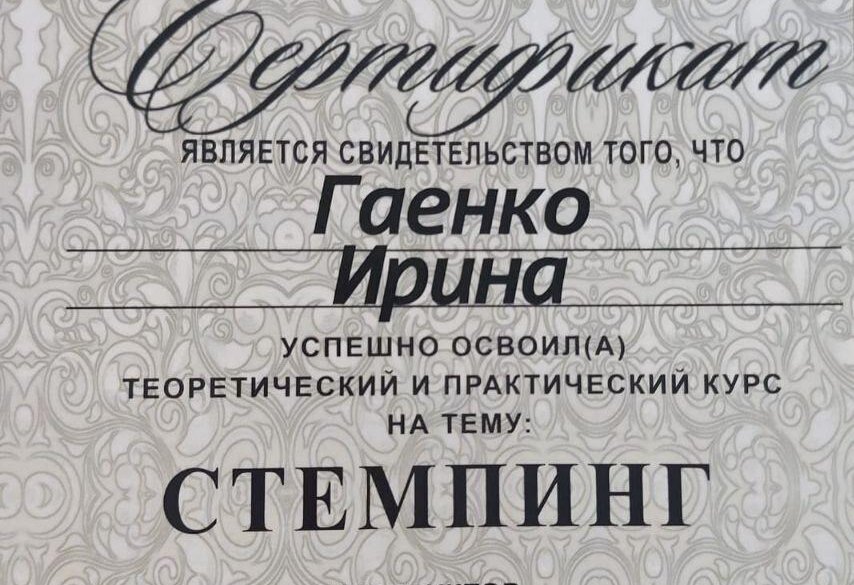 Сертификат
ЯВЛЯЕТСЯ СВИДЕТЕЛЬСТВОМ ТОГО, ЧТО
Гаенко
Ирина
УСПЕШНО ОСВОИЛ(А)
ТЕОРЕТИЧЕСКИЙ И ПРАКТИЧЕСКИЙ КУРС
НА ТЕМУ:
СТЕМПИНГ